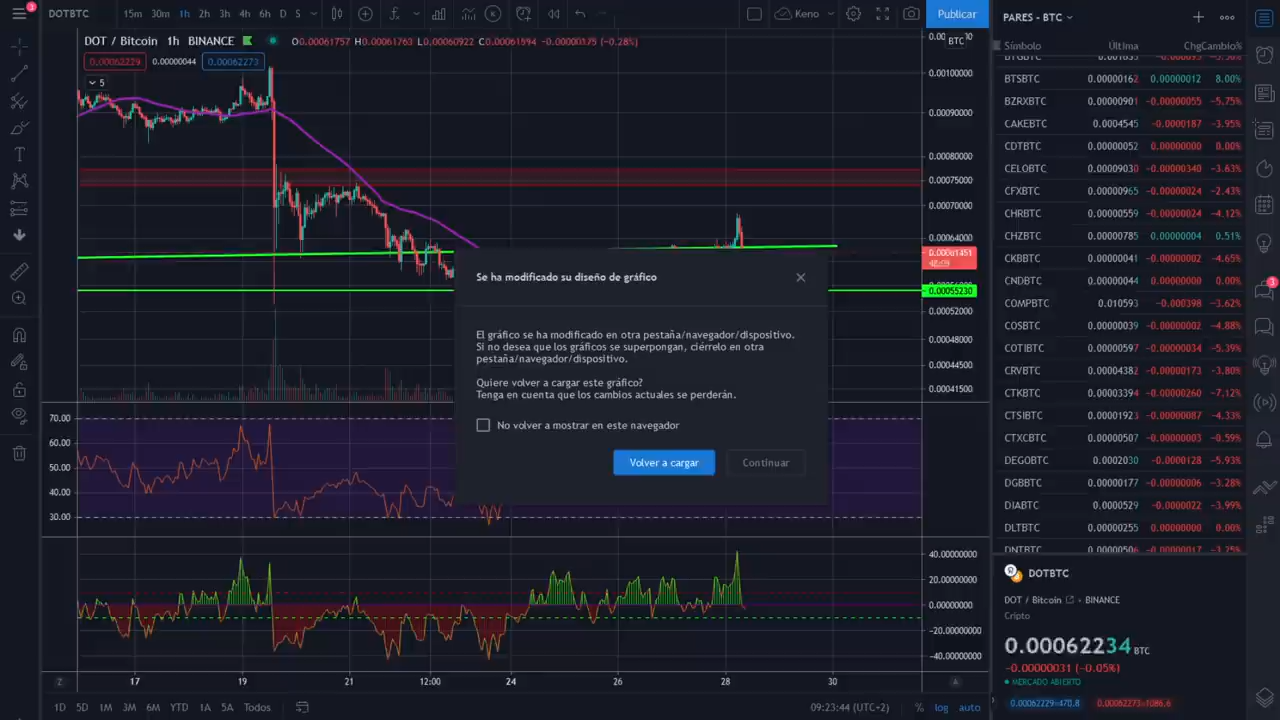 3
DOTBTC
15m 30m 1h 2h 3h 4h 6h D S
Keno
Publicar
DOT / Bitcoin 1h BINANCE
BTC
0.00062229 0.00000044 0.00062273
5
0.00100000
0.00090000
0.00080000
0.00075000
0.00070000
0.00064000
0.00055230
0.00052000
0.00048000
0.00044500
0.00041500
70.00
60.00
50.00
40.00
30.00
40.00000000
20.00000000
0.00000000
-20.00000000
-40.00000000
Z 17 19 21 12:00 24 26 28 30 A
1D 5D 1M 3M 6M YTD 1A 5A Todos
09:23:44 (UTC+2) % log auto
Se ha modificado su diseño de gráfico
El gráfico se ha modificado en otra pestaña/navegador/dispositivo.
Si no desea que los gráficos se superpongan, ciérrelo en otra
pestaña/navegador/dispositivo.
Quiere volver a cargar este gráfico?
Tenga en cuenta que los cambios actuales se perderán.
No volver a mostrar en este navegador
Volver a cargar
Continuar
PARES - BTC
Símbolo Última ChgCambio%
BTSBTC 0.00000162 0.00000012 8.00%
BZRXBTC 0.00000901 -0.00000055 -5.75%
CAKEBTC 0.0004545 -0.0000187 -3.95%
CDTBTC 0.00000052 0.00000000 0.00%
CELOBTC 0.00009030 -0.00000340 -3.63%
CFXBTC 0.00000965 -0.00000024 -2.43%
CHRBTC 0.00000559 -0.00000024 -4.12%
CHZBTC 0.00000785 0.00000004 0.51%
CKBBTC 0.00000041 -0.00000002 -4.65%
CNDBTC 0.00000044 0.00000000 0.00%
COMPBTC 0.010593 -0.000398 -3.62%
COSBTC 0.00000039 -0.00000002 -4.88%
COTIBTC 0.00000597 -0.00000034 -5.39%
CRVBTC 0.00004382 -0.00000173 -3.80%
CTKBTC 0.00003394 -0.00000260 -7.12%
CTSIBTC 0.00001923 -0.00000087 -4.33%
CTXCBTC 0.00000507 -0.00000003 -0.59%
DEGOBTC 0.0002030 -0.0000128 -5.93%
DGBBTC 0.00000177 -0.00000006 -3.28%
DIABTC 0.0000529 -0.0000022 -3.99%
DLTBTC 0.00000255 0.00000000 0.00%
DNTBTC 0.00000506 -0.00000017 -3.25%
3
DOTBTC
DOT / Bitcoin • BINANCE
Cripto
0.00062234 BTC
-0.00000031 (-0.05%)
MERCADO ABIERTO
0.00062229×470.8 0.00062273×1086.6